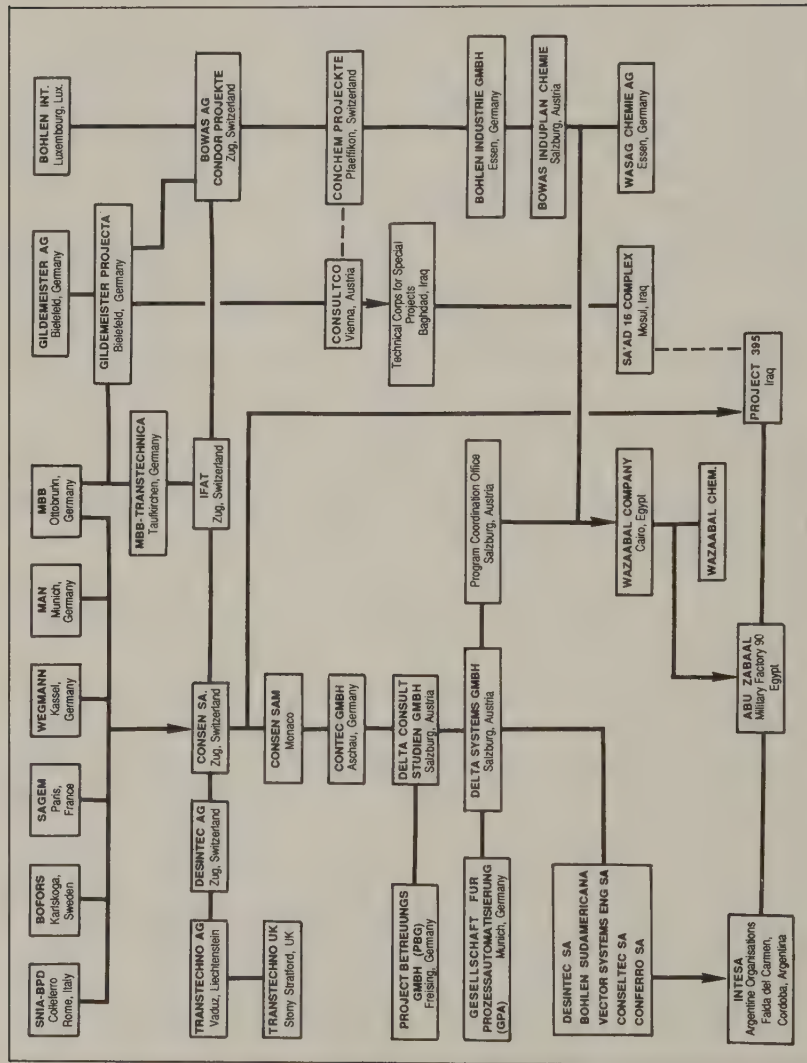 SNIA-BPD
Colleferro
Rome, Italy
BOFORS
Karlskoga,
Sweden
SAGEM
Paris,
France
WEGMANN
Kassel,
Germany
MAN
Munich,
Germany
MBB
Ottobrunn,
Germany
GILDEMEISTER AG
Bielefeld, Germany
BOHLEN INT.
Luxembourg, Lux.
GILDEMEISTER PROJECTA
Bielefeld, Germany
MBB-TRANSTECHNICA
Taufkirchen, Germany
TRANSTECHNO AG
Vaduz, Liechtenstein
DESINTEC AG
Zug, Switzerland
CONSEN SA.
Zug, Switzerland
IFAT
Zug, Switzerland
BOWAS AG
CONDOR PROJEKTE
Zug, Switzerland
TRANSTECHNO UK
Stony Stratford, UK
CONSEN SAM
Monaco
CONTEC GMBH
Aschau, Germany
CONSULTCO
Vienna, Austria
CONCHEM PROJECKTE
Plaeffikon, Switzerland
PROJECT BETREUUNGS
GMBH (PBG)
Freising, Germany
DELTA CONSULT
STUDIEN GMBH
Salzburg, Austria
Technical Corps for Special
Projects
Baghdad, Iraq
GESELLSCHAFT FUR
PROZESSAUTOMATISIERUNG
(GPA)
Munich, Germany
DELTA SYSTEMS GMBH
Salzburg, Austria
Program Coordination Office
Salzburg, Austria
BOHLEN INDUSTRIE GMBH
Essen, Germany
BOWAS INDUPLAN CHEMIE
Salzburg, Austria
DESINTEC SA
BOHLEN SUDAMERICANA
VECTOR SYSTEMS ENG SA
CONSELTEC SA
CONFERRO SA
WAZAABAL COMPANY
Cairo, Egypt
SA'AD 16 COMPLEX
Mosul, Iraq
WASAG CHEMIE AG
Essen, Germany
WAZAABAL CHEM.
INTESA
Argentine Organisations
Falda del Carmen,
Cordoba, Argentina
ABU ZABAAL
Military Factory 90
Egypt
PROJECT 395
Iraq